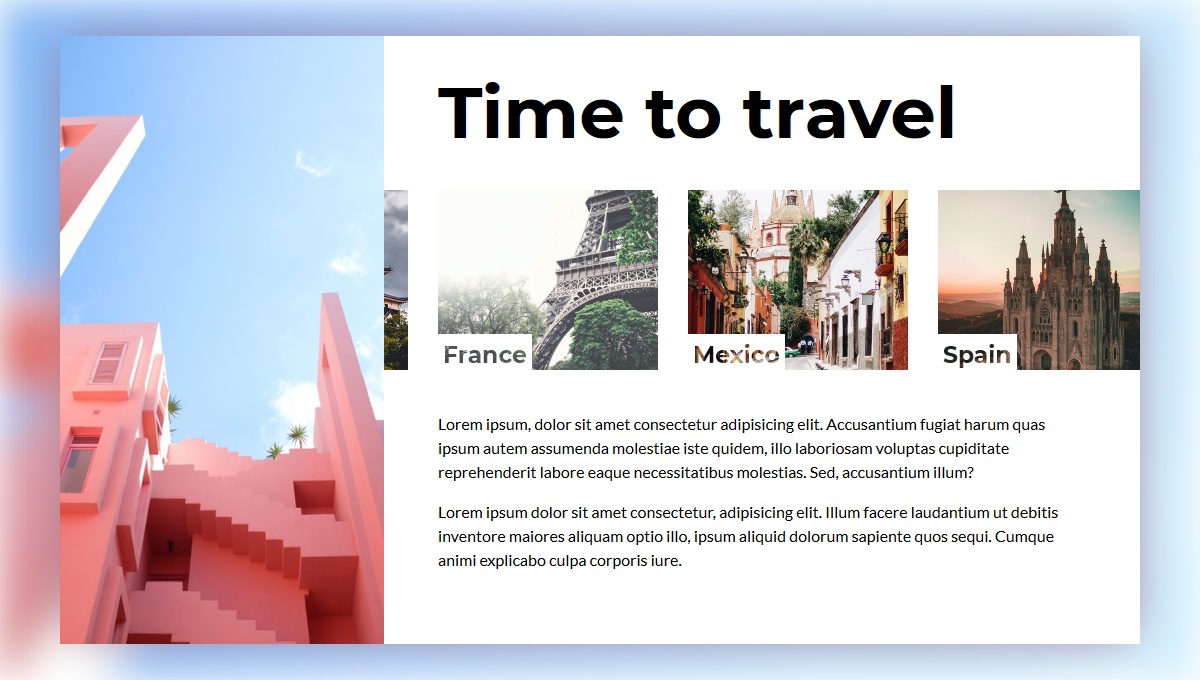 Time to travel
France
Mexico
Spain
Lorem ipsum, dolor sit amet consectetur adipisicing elit. Accusantium fugiat harum quas
ipsum autem assumenda molestiae iste quidem, illo laboriosam voluptas cupiditate
reprehenderit labore eaque necessitatibus molestias. Sed, accusantium illum?
Lorem ipsum dolor sit amet consectetur, adipisicing elit. Illum facere laudantium ut debitis
inventore maiores aliquam optio illo, ipsum aliquid dolorum sapiente quos sequi. Cumque
animi explicabo culpa corporis iure.